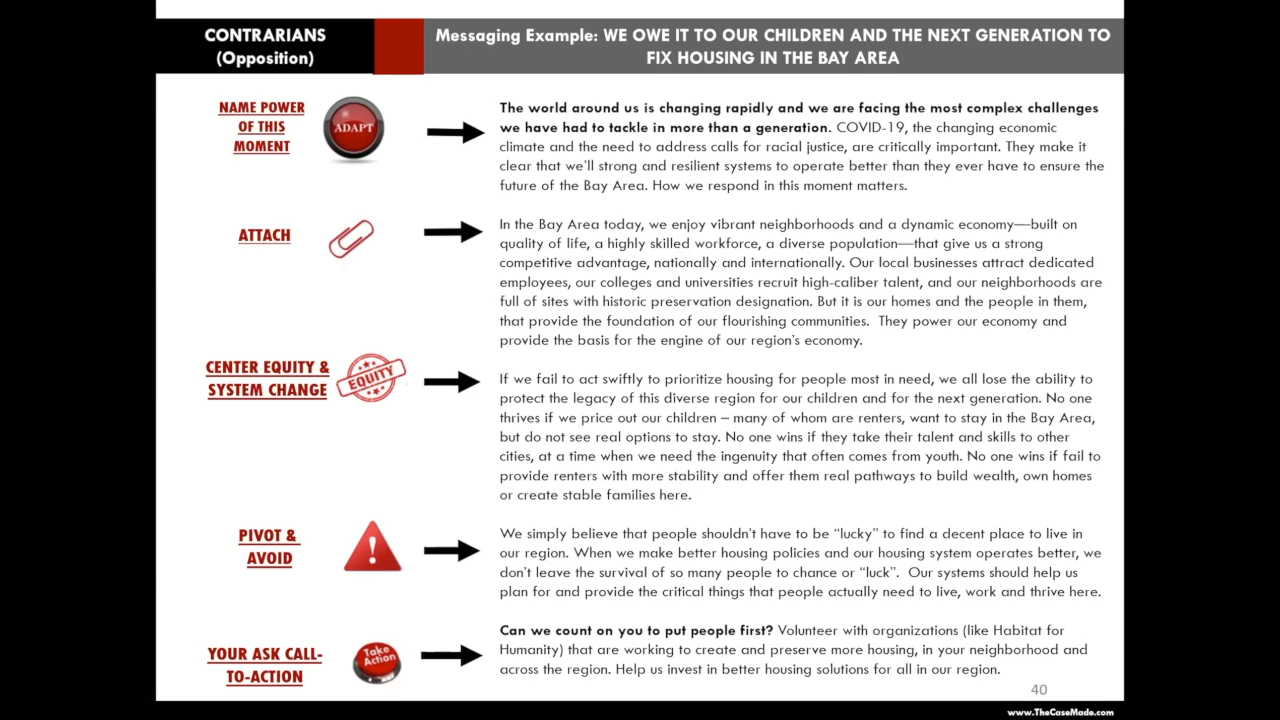 CONTRARIANS
(Opposition)
Messaging Example: WE OWE IT TO OUR CHILDREN AND THE NEXT GENERATION TO
FIX HOUSING IN THE BAY AREA
NAME POWER
OF THIS
MOMENT
ADAPT
The world around us is changing rapidly and we are facing the most complex challenges
we have had to tackle in more than a generation. COVID-19, the changing economic
climate and the need to address calls for racial justice, are critically important. They make it
clear that we'll strong and resilient systems to operate better than they ever have to ensure the
future of the Bay Area. How we respond in this moment matters.
ATTACH
In the Bay Area today, we enjoy vibrant neighborhoods and a dynamic economy—built on
quality of life, a highly skilled workforce, a diverse population—that give us a strong
competitive advantage, nationally and internationally. Our local businesses attract dedicated
employees, our colleges and universities recruit high-caliber talent, and our neighborhoods are
full of sites with historic preservation designation. But it is our homes and the people in them,
that provide the foundation of our flourishing communities.  They power our economy and
provide the basis for the engine of our region's economy.
CENTER EQUITY &
SYSTEM CHANGE
EQUITY
If we fail to act swiftly to prioritize housing for people most in need, we all lose the ability to
protect the legacy of this diverse region for our children and for the next generation. No one
thrives if we price out our children – many of whom are renters, want to stay in the Bay Area,
but do not see real options to stay. No one wins if they take their talent and skills to other
cities, at a time when we need the ingenuity that often comes from youth. No one wins if fail to
provide renters with more stability and offer them real pathways to build wealth, own homes
or create stable families here.
PIVOT &
AVOID
!
We simply believe that people shouldn't have to be "lucky" to find a decent place to live in
our region. When we make better housing policies and our housing system operates better, we
don't leave the survival of so many people to chance or "luck".  Our systems should help us
plan for and provide the critical things that people actually need to live, work and thrive here.
YOUR ASK CALL-
TO-ACTION
Take
Action
Can we count on you to put people first? Volunteer with organizations (like Habitat for
Humanity) that are working to create and preserve more housing, in your neighborhood and
across the region. Help us invest in better housing solutions for all in our region.
40
www.TheCaseMade.com